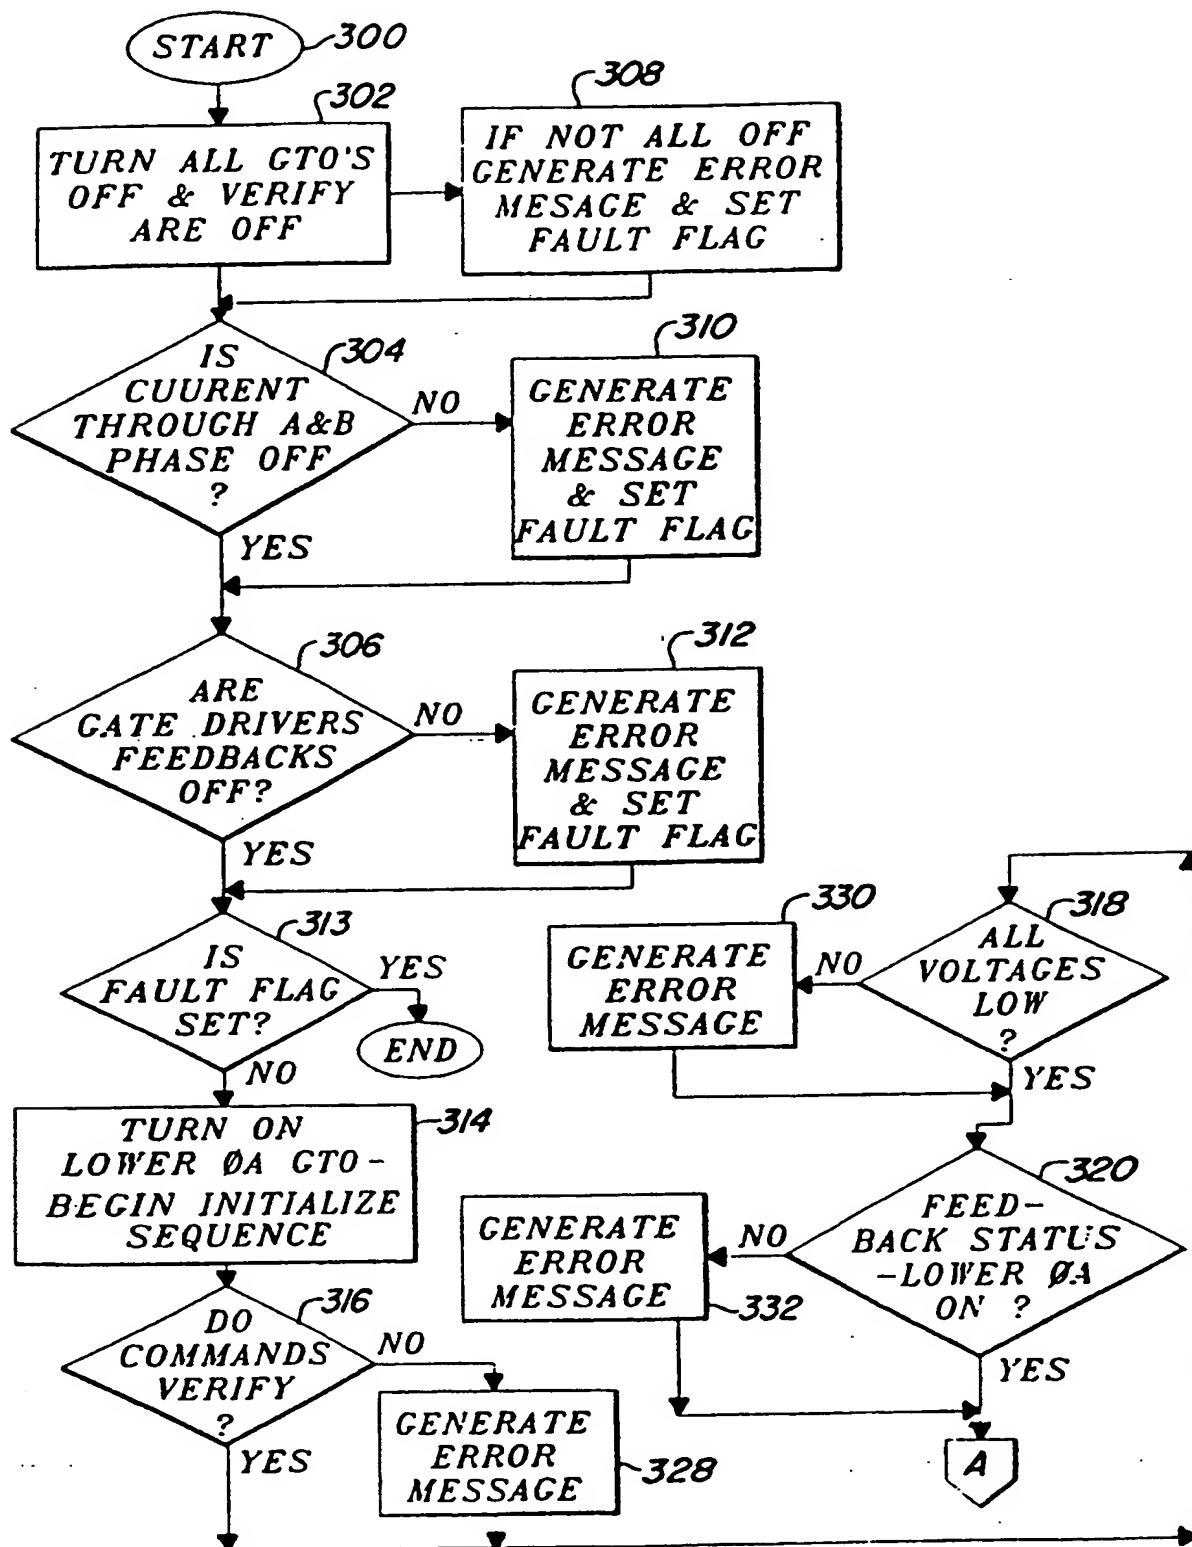 START
300
302
TURN ALL GTO'S
OFF & VERIFY
ARE OFF
308
IF NOT ALL OFF
GENERATE ERROR
MESAGE & SET
FAULT FLAG
304
IS
CUURENT
THROUGH A&B
PHASE OFF
?
NO
YES
310
GENERATE
ERROR
MESSAGE
& SET
FAULT FLAG
306
ARE
GATE DRIVERS
FEEDBACKS
OFF?
NO
YES
312
GENERATE
ERROR
MESSAGE
& SET
FAULT FLAG
313
IS
FAULT FLAG
SET?
YES
END
NO
314
TURN ON
LOWER ØA GTO-
BEGIN INITIALIZE
SEQUENCE
316
DO
COMMANDS
VERIFY
?
NO
YES
GENERATE
ERROR
MESSAGE
328
318
ALL
VOLTAGES
LOW
?
NO
YES
330
GENERATE
ERROR
MESSAGE
320
FEED-
BACK STATUS
-LOWER ØA
ON ?
NO
YES
GENERATE
ERROR
MESSAGE
332
A